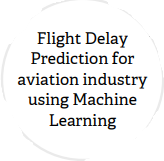 Flight Delay
Prediction for
aviation industry
using Machine
Learning